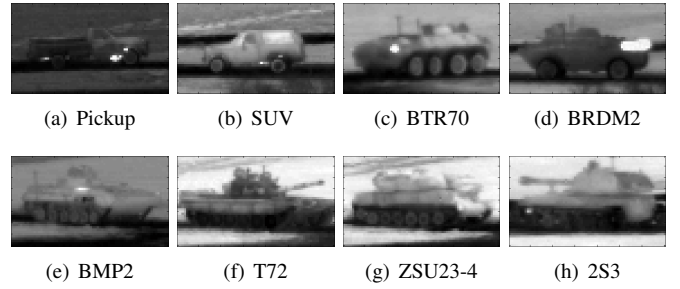 (a) Pickup (b) SUV (c) BTR70 (d) BRDM2
(e) BMP2 (f) T72 (g) ZSU23-4 (h) 2S3